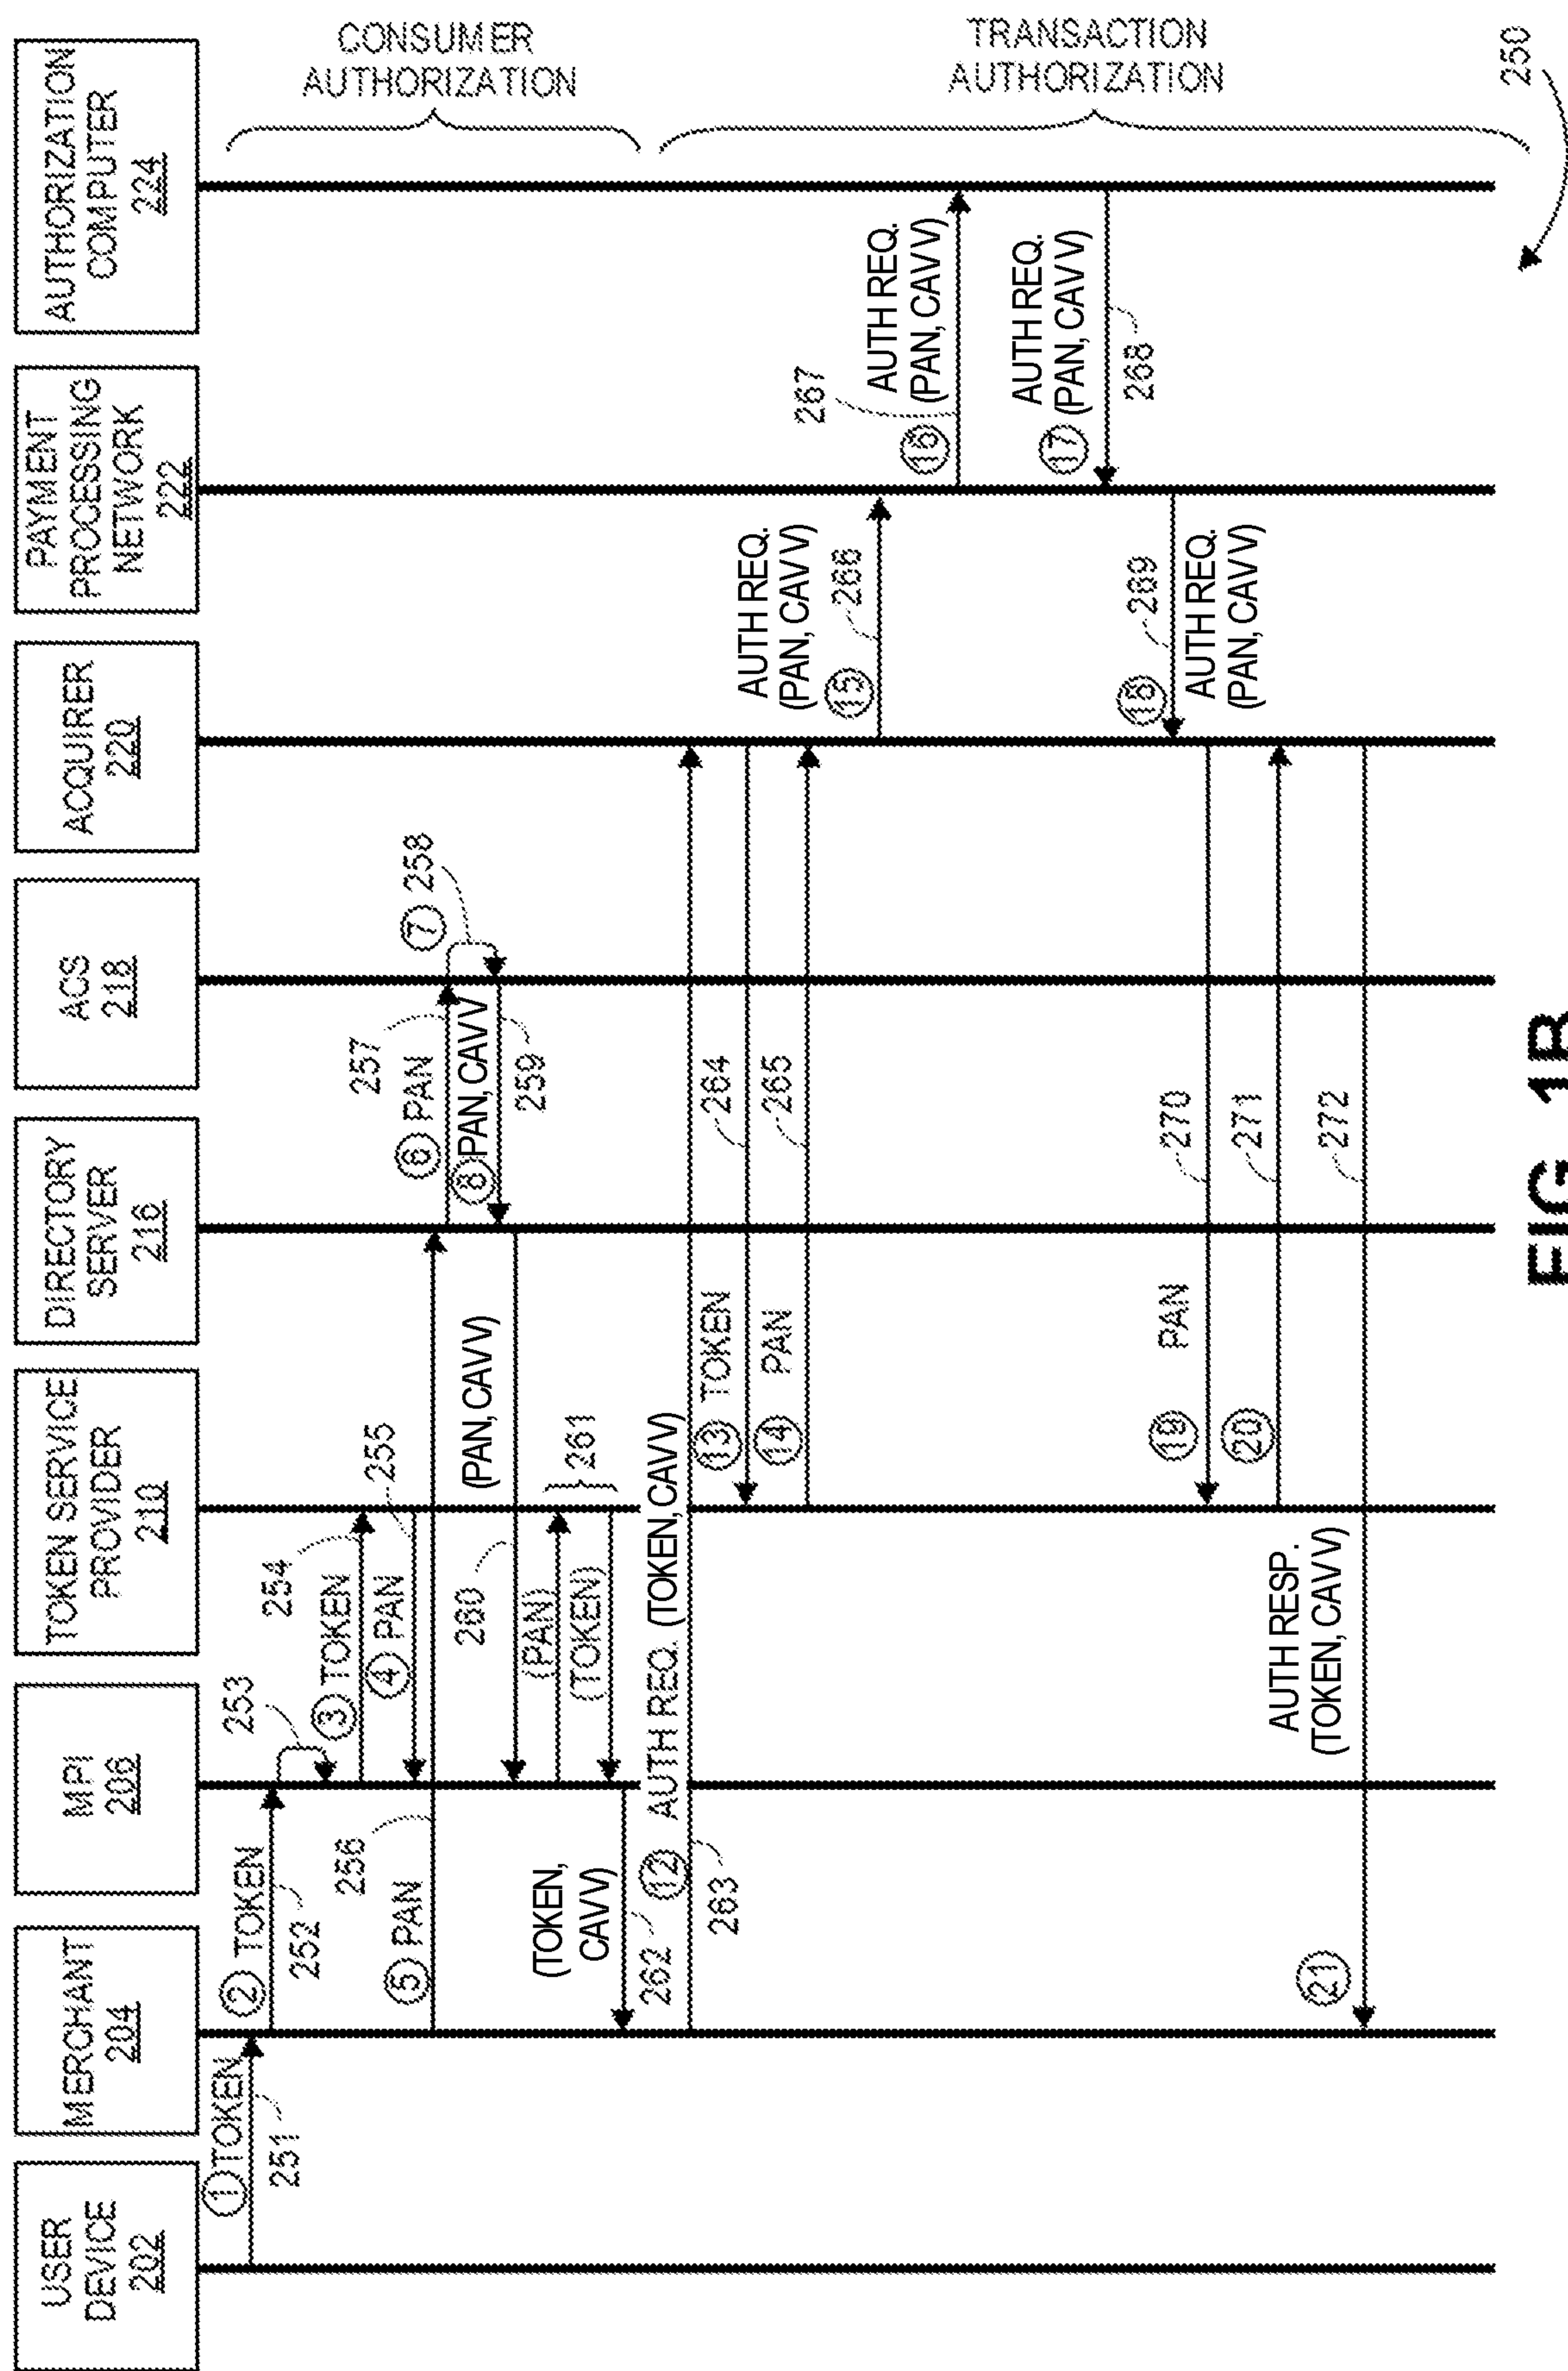 USER
DEVICE
202
MERCHANT
204
MPI
206
TOKEN SERVICE
PROVIDER
210
DIRECTORY
SERVER
216
ACS
218
ACQUIRER
220
PAYMENT
PROCESSING
NETWORK
222
AUTHORIZATION
COMPUTER
224
CONSUMER
AUTHORIZATION
TRANSACTION
AUTHORIZATION
1 TOKEN
251
2 TOKEN
252
253
3 TOKEN
254
4 PAN
255
5 PAN
256
6 PAN
257
7 258
8 PAN, CAVV
259
(PAN, CAVV)
260
(PAN)
(TOKEN)
261
(TOKEN,
CAVV)
262
12 AUTH REQ. (TOKEN, CAVV)
263
13 TOKEN
264
14 PAN
265
AUTH REQ.
(PAN, CAVV)
15 266
267
16
AUTH REQ.
(PAN, CAVV)
17
AUTH REQ.
(PAN, CAVV)
268
18 269
AUTH REQ.
(PAN, CAVV)
19 PAN
270
20
271
AUTH RESP.
(TOKEN, CAVV)
21
272
250
FIG. 1B